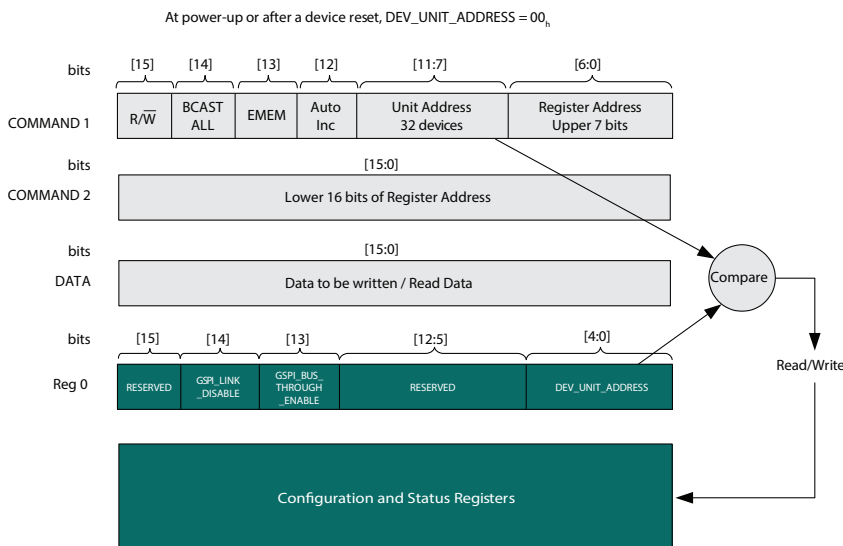 At power-up or after a device reset, DEV_UNIT_ADDRESS = 00h
bits [15] [14] [13] [12] [11:7] [6:0]
COMMAND 1
R/W̅
BCAST
ALL
EMEM
Auto
Inc
Unit Address
32 devices
Register Address
Upper 7 bits
bits [15:0]
COMMAND 2
Lower 16 bits of Register Address
bits [15:0]
DATA
Data to be written / Read Data
Compare
bits [15] [14] [13] [12:5] [4:0]
Reg 0
RESERVED
GSPI_LINK
_DISABLE
GSPI_BUS_
THROUGH
_ENABLE
RESERVED
DEV_UNIT_ADDRESS
Read/Write
Configuration and Status Registers